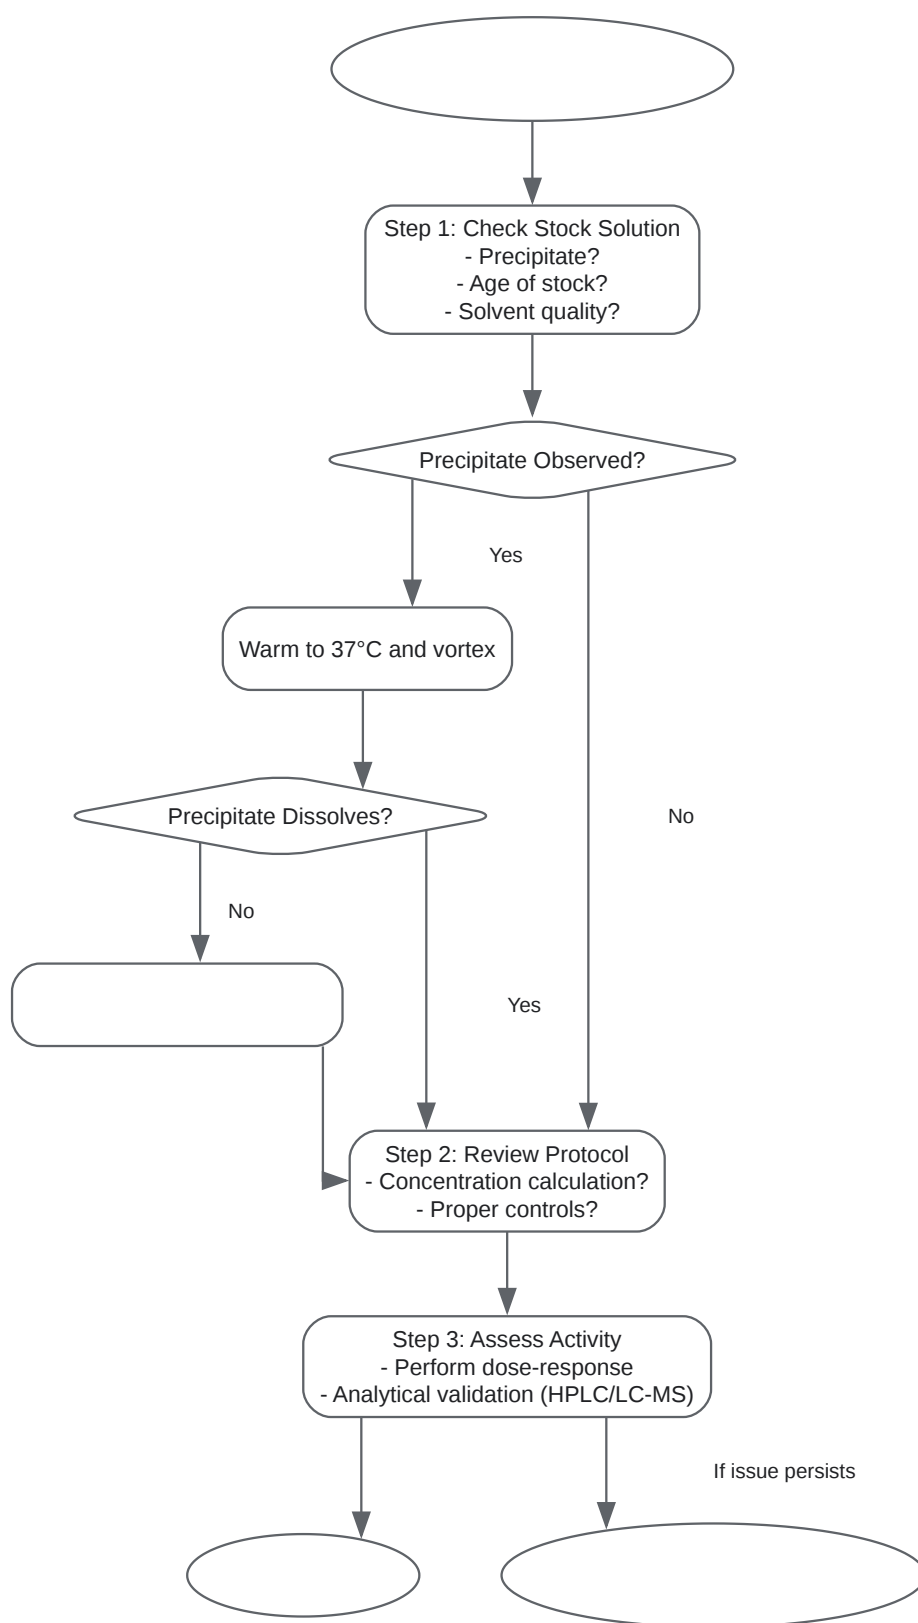 Step 1: Check Stock Solution
- Precipitate?
- Age of stock?
- Solvent quality?
Precipitate Observed?
Yes
Warm to 37°C and vortex
Precipitate Dissolves?
No
No
Yes
Step 2: Review Protocol
- Concentration calculation?
- Proper controls?
Step 3: Assess Activity
- Perform dose-response
- Analytical validation (HPLC/LC-MS)
If issue persists